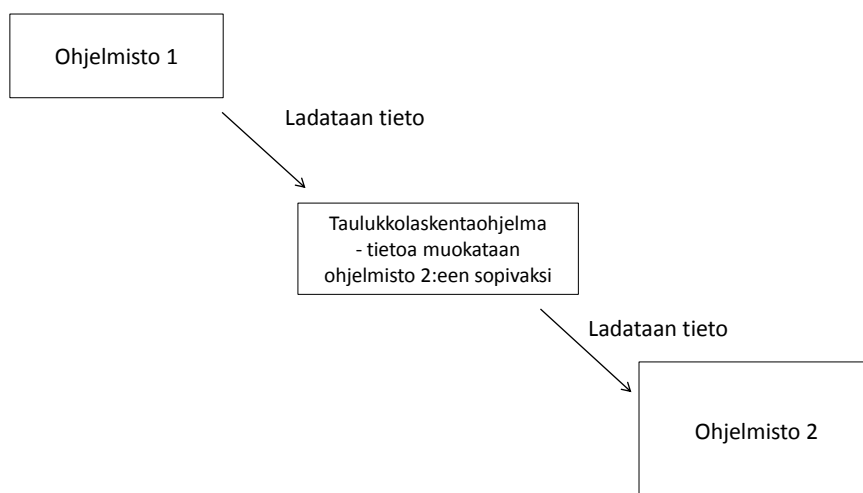 Ohjelmisto 1
Ladataan tieto
Taulukkolaskentaohjelma
- tietoa muokataan
ohjelmisto 2:een sopivaksi
Ladataan tieto
Ohjelmisto 2